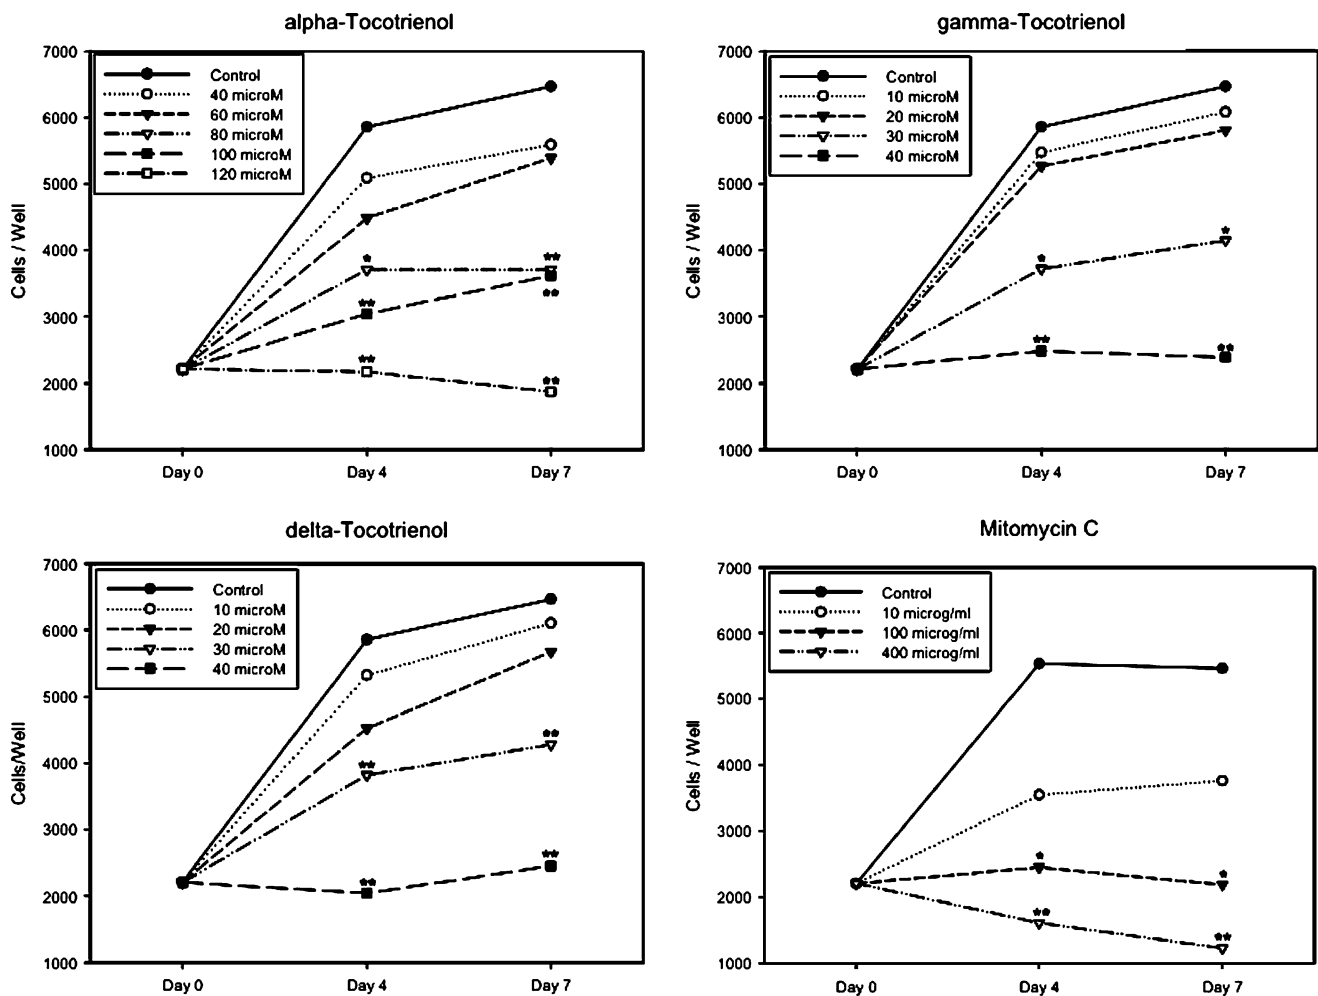 alpha-Tocotrienol
Cells / Well
7000
6000
5000
4000
3000
2000
1000
Control
40 microM
60 microM
80 microM
100 microM
120 microM
*
**
**
**
**
**
Day 0
Day 4
Day 7
gamma-Tocotrienol
Cells / Well
7000
6000
5000
4000
3000
2000
1000
Control
10 microM
20 microM
30 microM
40 microM
*
*
**
**
Day 0
Day 4
Day 7
delta-Tocotrienol
Cells/Well
7000
6000
5000
4000
3000
2000
1000
Control
10 microM
20 microM
30 microM
40 microM
**
**
**
**
Day 0
Day 4
Day 7
Mitomycin C
Cells / Well
7000
6000
5000
4000
3000
2000
1000
Control
10 microg/ml
100 microg/ml
400 microg/ml
*
*
**
**
Day 0
Day 4
Day 7